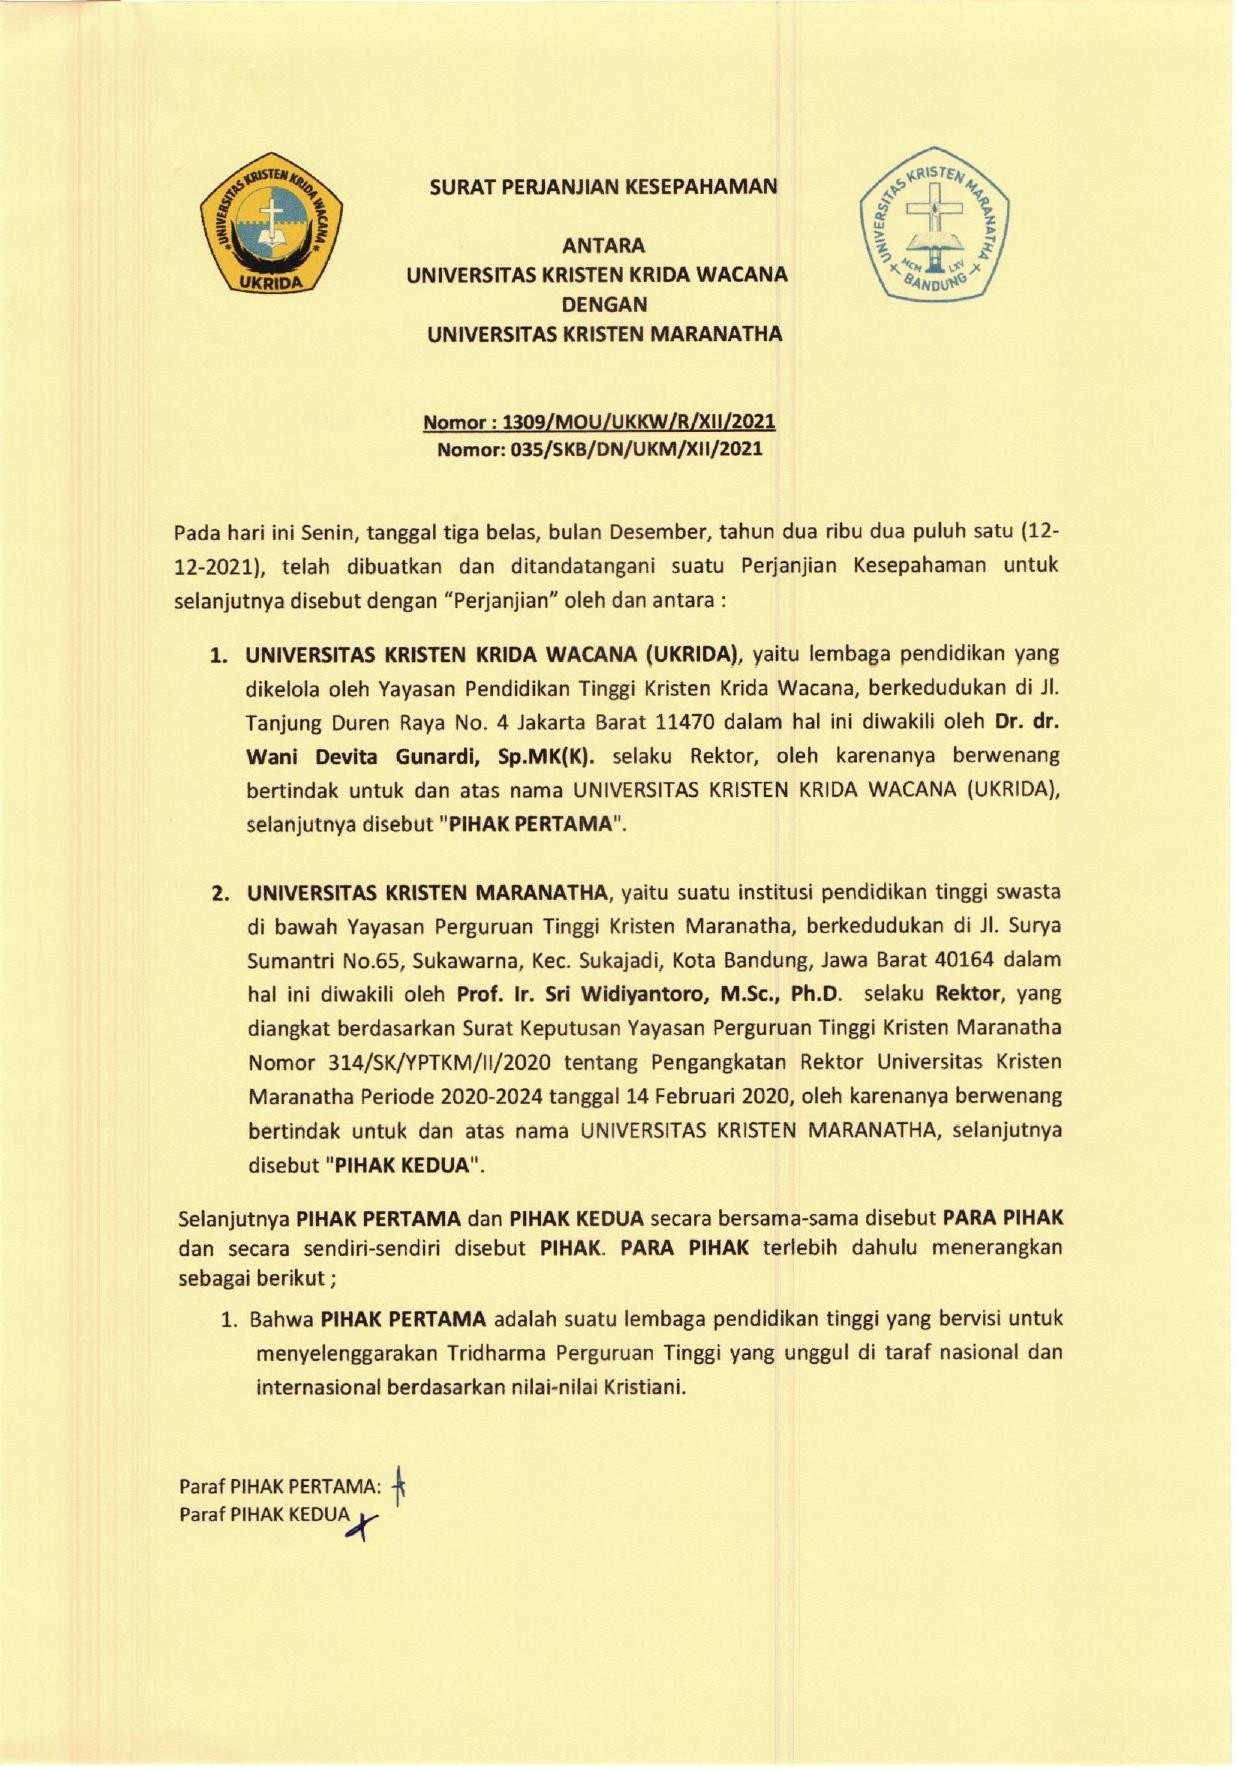 UNIVERSITAS KRISTEN KRIDA WACANA
UKRIDA
UNIVERSITAS KRISTEN MARANATHA
MCM LXV
BANDUNG
SURAT PERJANJIAN KESEPAHAMAN
ANTARA
UNIVERSITAS KRISTEN KRIDA WACANA
DENGAN
UNIVERSITAS KRISTEN MARANATHA
Nomor : 1309/MOU/UKKW/R/XII/2021
Nomor: 035/SKB/DN/UKM/XII/2021
Pada hari ini Senin, tanggal tiga belas, bulan Desember, tahun dua ribu dua puluh satu (12-
12-2021), telah dibuatkan dan ditandatangani suatu Perjanjian Kesepahaman untuk
selanjutnya disebut dengan “Perjanjian” oleh dan antara :
1. UNIVERSITAS KRISTEN KRIDA WACANA (UKRIDA), yaitu lembaga pendidikan yang
dikelola oleh Yayasan Pendidikan Tinggi Kristen Krida Wacana, berkedudukan di Jl.
Tanjung Duren Raya No. 4 Jakarta Barat 11470 dalam hal ini diwakili oleh Dr. dr.
Wani Devita Gunardi, Sp.MK(K). selaku Rektor, oleh karenanya berwenang
bertindak untuk dan atas nama UNIVERSITAS KRISTEN KRIDA WACANA (UKRIDA),
selanjutnya disebut "PIHAK PERTAMA".
2. UNIVERSITAS KRISTEN MARANATHA, yaitu suatu institusi pendidikan tinggi swasta
di bawah Yayasan Perguruan Tinggi Kristen Maranatha, berkedudukan di Jl. Surya
Sumantri No.65, Sukawarna, Kec. Sukajadi, Kota Bandung, Jawa Barat 40164 dalam
hal ini diwakili oleh Prof. Ir. Sri Widiyantoro, M.Sc., Ph.D. selaku Rektor, yang
diangkat berdasarkan Surat Keputusan Yayasan Perguruan Tinggi Kristen Maranatha
Nomor 314/SK/YPTKM/II/2020 tentang Pengangkatan Rektor Universitas Kristen
Maranatha Periode 2020-2024 tanggal 14 Februari 2020, oleh karenanya berwenang
bertindak untuk dan atas nama UNIVERSITAS KRISTEN MARANATHA, selanjutnya
disebut "PIHAK KEDUA".
Selanjutnya PIHAK PERTAMA dan PIHAK KEDUA secara bersama-sama disebut PARA PIHAK
dan secara sendiri-sendiri disebut PIHAK. PARA PIHAK terlebih dahulu menerangkan
sebagai berikut ;
1. Bahwa PIHAK PERTAMA adalah suatu lembaga pendidikan tinggi yang bervisi untuk
menyelenggarakan Tridharma Perguruan Tinggi yang unggul di taraf nasional dan
internasional berdasarkan nilai-nilai Kristiani.
Paraf PIHAK PERTAMA:
Paraf PIHAK KEDUA